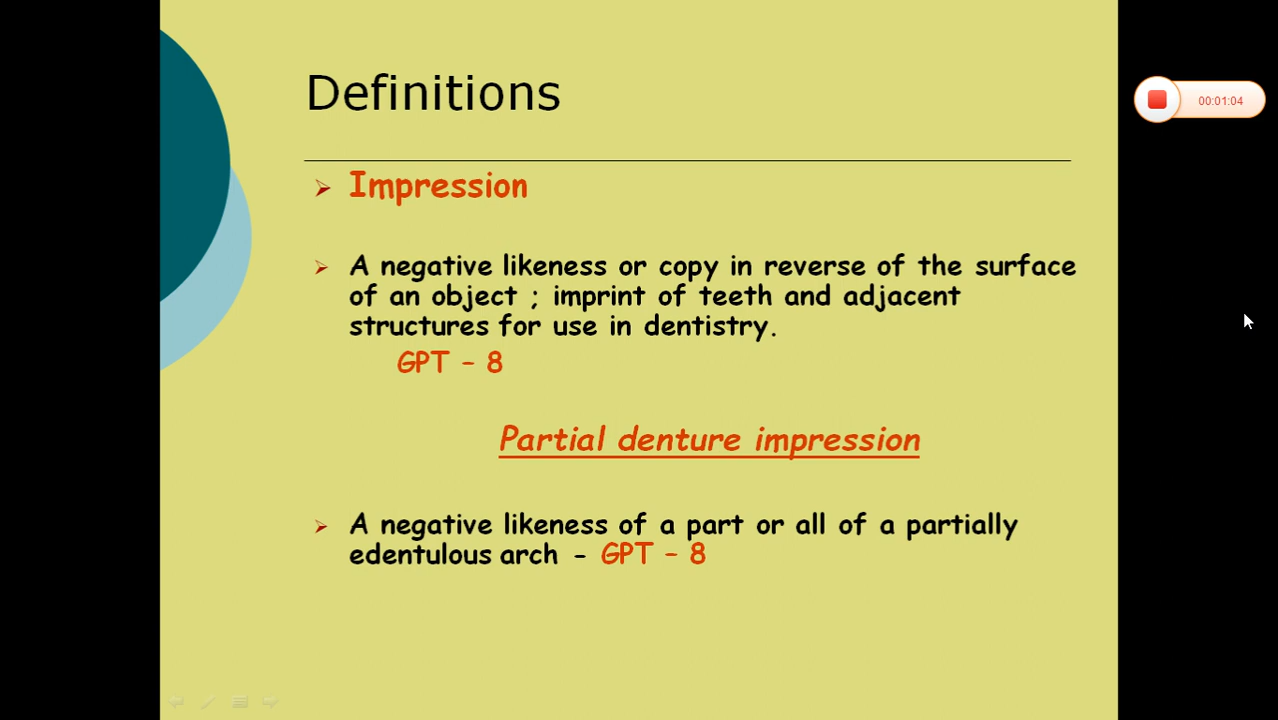 Definitions
00:01:04
Impression
A negative likeness or copy in reverse of the surface
of an object ; imprint of teeth and adjacent
structures for use in dentistry.
GPT – 8
Partial denture impression
A negative likeness of a part or all of a partially
edentulous arch - GPT – 8